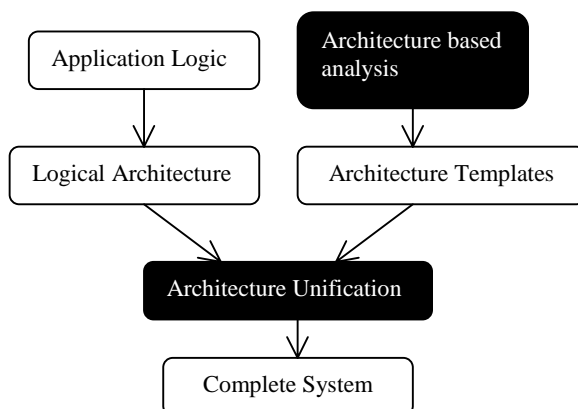 Application Logic
Architecture based
analysis
Logical Architecture
Architecture Templates
Architecture Unification
Complete System